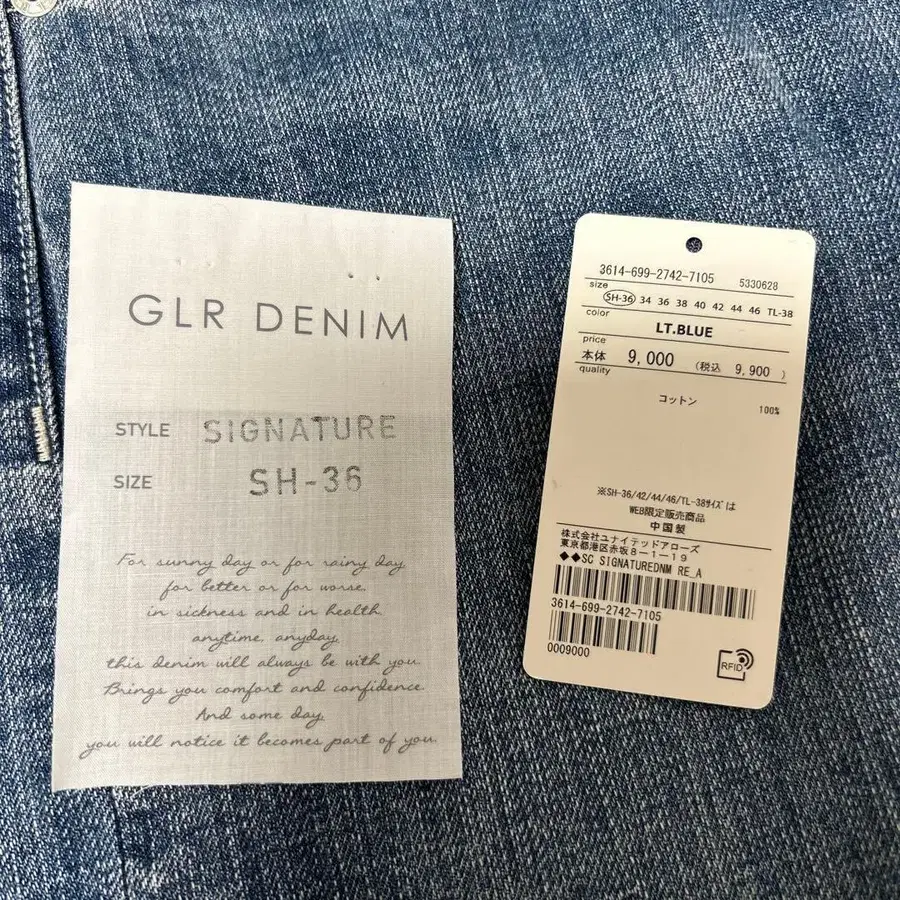 GLR DENIM
STYLE SIGNATURE
SIZE SH-36
For sunny day or for rainy day
for better or for worse.
in sickness and in health.
anytime, anyday,
this denim will always be with you.
Brings you comfort and confidence.
And some day,
you will notice it becomes part of you.
3614-699-2742-7105 5330628
size
SH-36 34 36 38 40 42 44 46 TL-38
color
LT.BLUE
price
本体 9,000 (税込 9,900 )
quality
コットン 100%
※SH-36/42/44/46/TL-38サイズは
WEB限定販売商品
中国製
株式会社ユナイテッドアローズ
東京都港区赤坂8-1-19
◆◆SC SIGNATUREDNM RE_A
3614-699-2742-7105
0009000
RFID